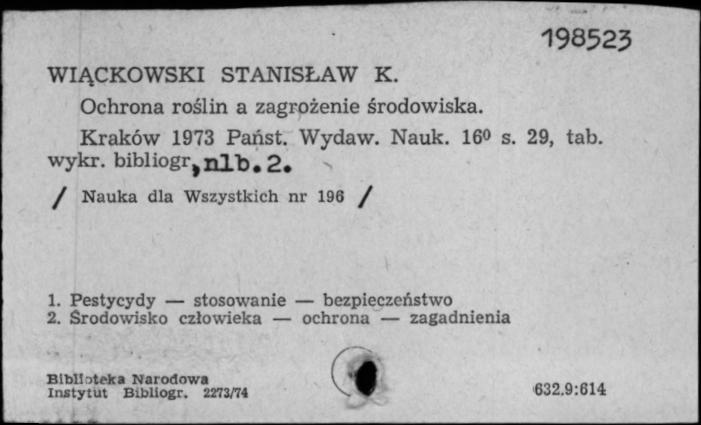 198523
WIĄCKOWSKI STANISŁAW K.
Ochrona roślin a zagrożenie środowiska.
Kraków 1973 Państ. Wydaw. Nauk. 16⁰ s. 29, tab.
wykr. bibliogr, nlb. 2.
/ Nauka dla Wszystkich nr 196 /
1. Pestycydy — stosowanie — bezpieczeństwo
2. Środowisko człowieka — ochrona — zagadnienia
Biblioteka Narodowa
Instytut Bibliogr. 2273/74
632.9:614